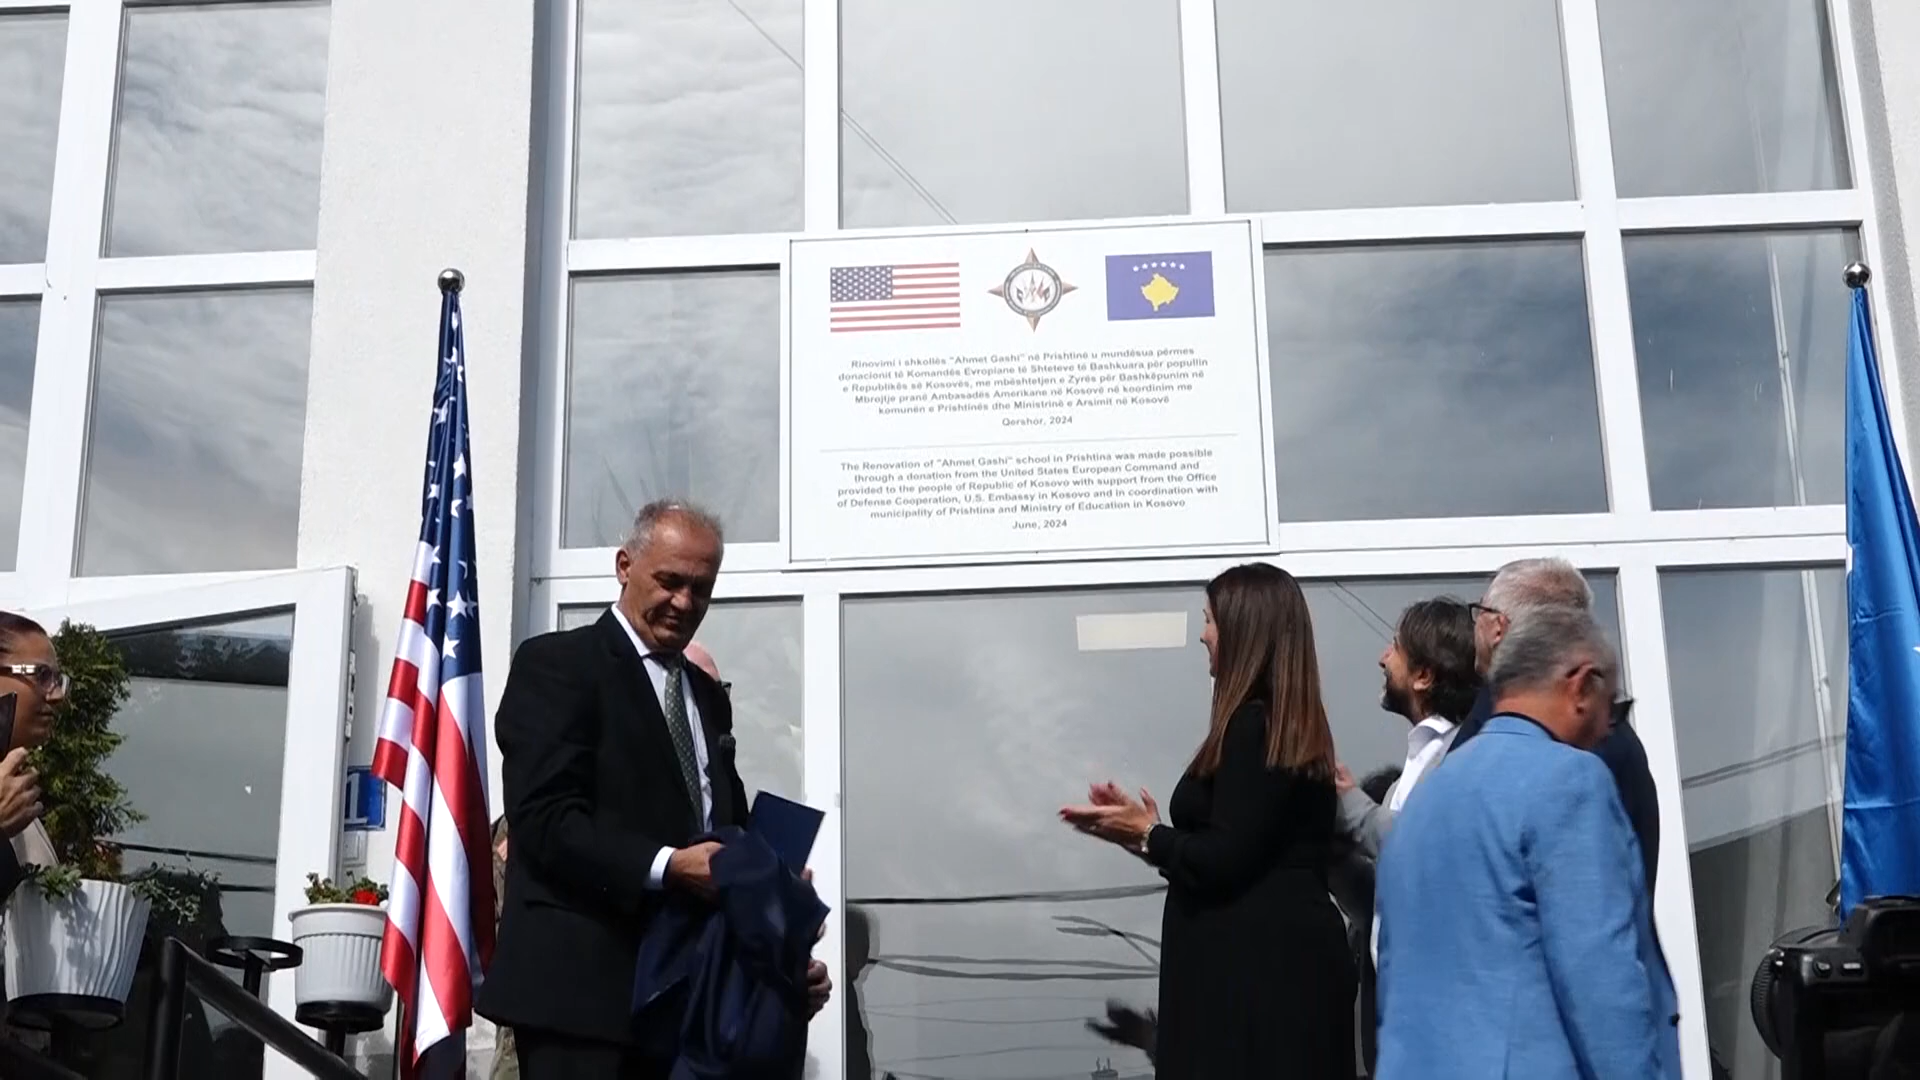 Rinovimi i shkollës "Ahmet Gashi" në Prishtinë u mundësua përmes
donacionit të Komandës Evropiane të Shteteve të Bashkuara për popullin
e Republikës së Kosovës, me mbështetjen e Zyrës për Bashkëpunim në
Mbrojtje pranë Ambasadës Amerikane në Kosovë në koordinim me
komunën e Prishtinës dhe Ministrinë e Arsimit në Kosovë
Qershor, 2024
The Renovation of "Ahmet Gashi" school in Prishtina was made possible
through a donation from the United States European Command and
provided to the people of Republic of Kosovo with support from the Office
of Defense Cooperation, U.S. Embassy in Kosovo and in coordination with
municipality of Prishtina and Ministry of Education in Kosovo
June, 2024
1